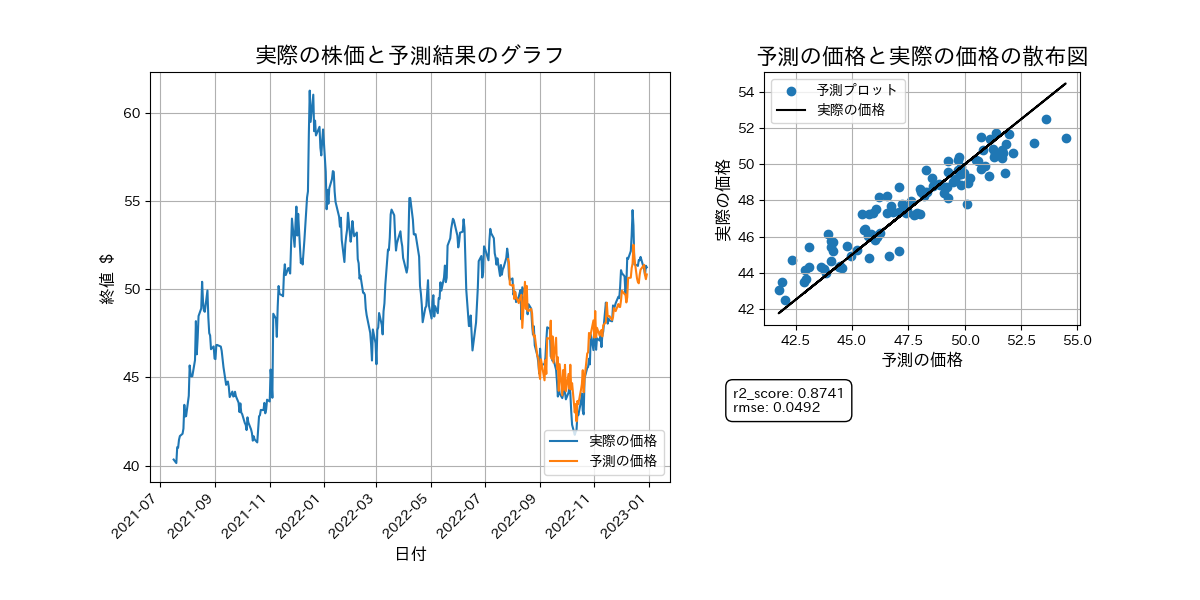 実際の株価と予測結果のグラフ
終値 $
60
55
50
45
40
2021-07
2021-09
2021-11
2022-01
2022-03
2022-05
2022-07
2022-09
2022-11
2023-01
日付
実際の価格
予測の価格
予測の価格と実際の価格の散布図
実際の価格
54
52
50
48
46
44
42
42.5
45.0
47.5
50.0
52.5
55.0
予測の価格
予測プロット
実際の価格
r2_score: 0.8741
rmse: 0.0492